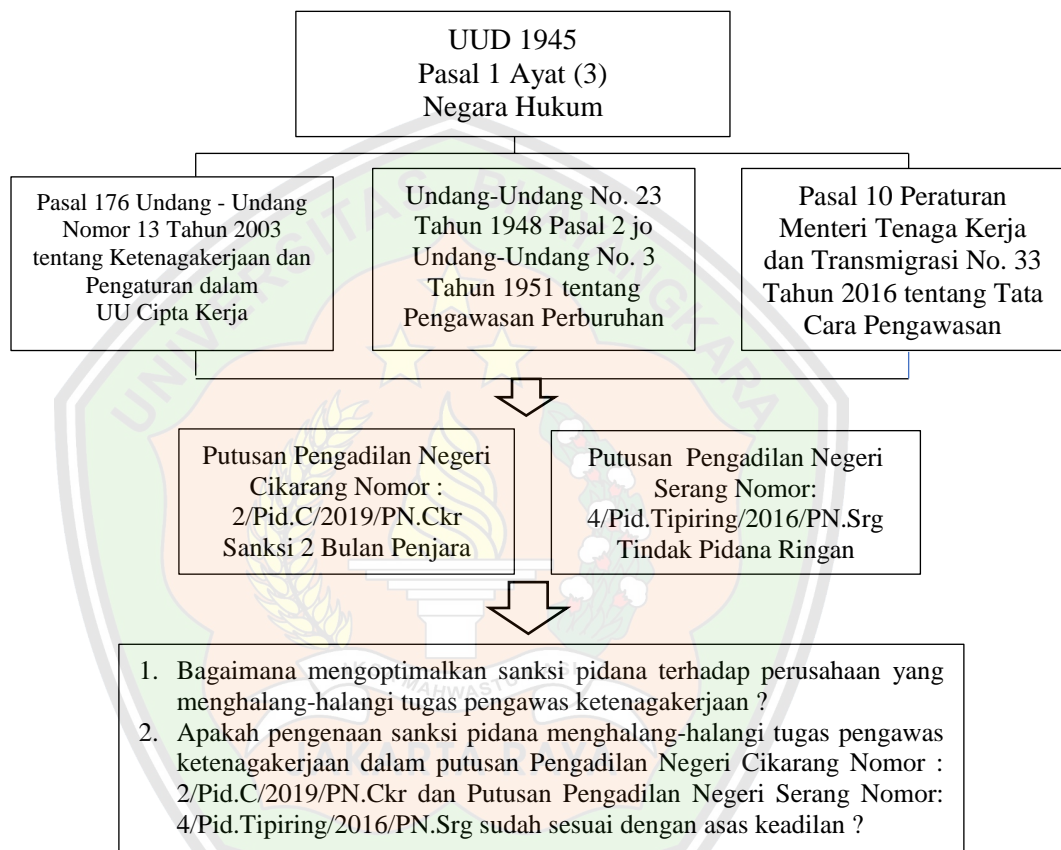 UUD 1945
Pasal 1 Ayat (3)
Negara Hukum
Pasal 176 Undang - Undang
Nomor 13 Tahun 2003
tentang Ketenagakerjaan dan
Pengaturan dalam
UU Cipta Kerja
Undang-Undang No. 23
Tahun 1948 Pasal 2 jo
Undang-Undang No. 3
Tahun 1951 tentang
Pengawasan Perburuhan
Pasal 10 Peraturan
Menteri Tenaga Kerja
dan Transmigrasi No. 33
Tahun 2016 tentang Tata
Cara Pengawasan
Putusan Pengadilan Negeri
Cikarang Nomor :
2/Pid.C/2019/PN.Ckr
Sanksi 2 Bulan Penjara
Putusan Pengadilan Negeri
Serang Nomor:
4/Pid.Tipiring/2016/PN.Srg
Tindak Pidana Ringan
1. Bagaimana mengoptimalkan sanksi pidana terhadap perusahaan yang
menghalang-halangi tugas pengawas ketenagakerjaan ?
2. Apakah pengenaan sanksi pidana menghalang-halangi tugas pengawas
ketenagakerjaan dalam putusan Pengadilan Negeri Cikarang Nomor :
2/Pid.C/2019/PN.Ckr dan Putusan Pengadilan Negeri Serang Nomor:
4/Pid.Tipiring/2016/PN.Srg sudah sesuai dengan asas keadilan ?
UNIVERSITAS BHAYANGKARA
JAKARTA RAYA